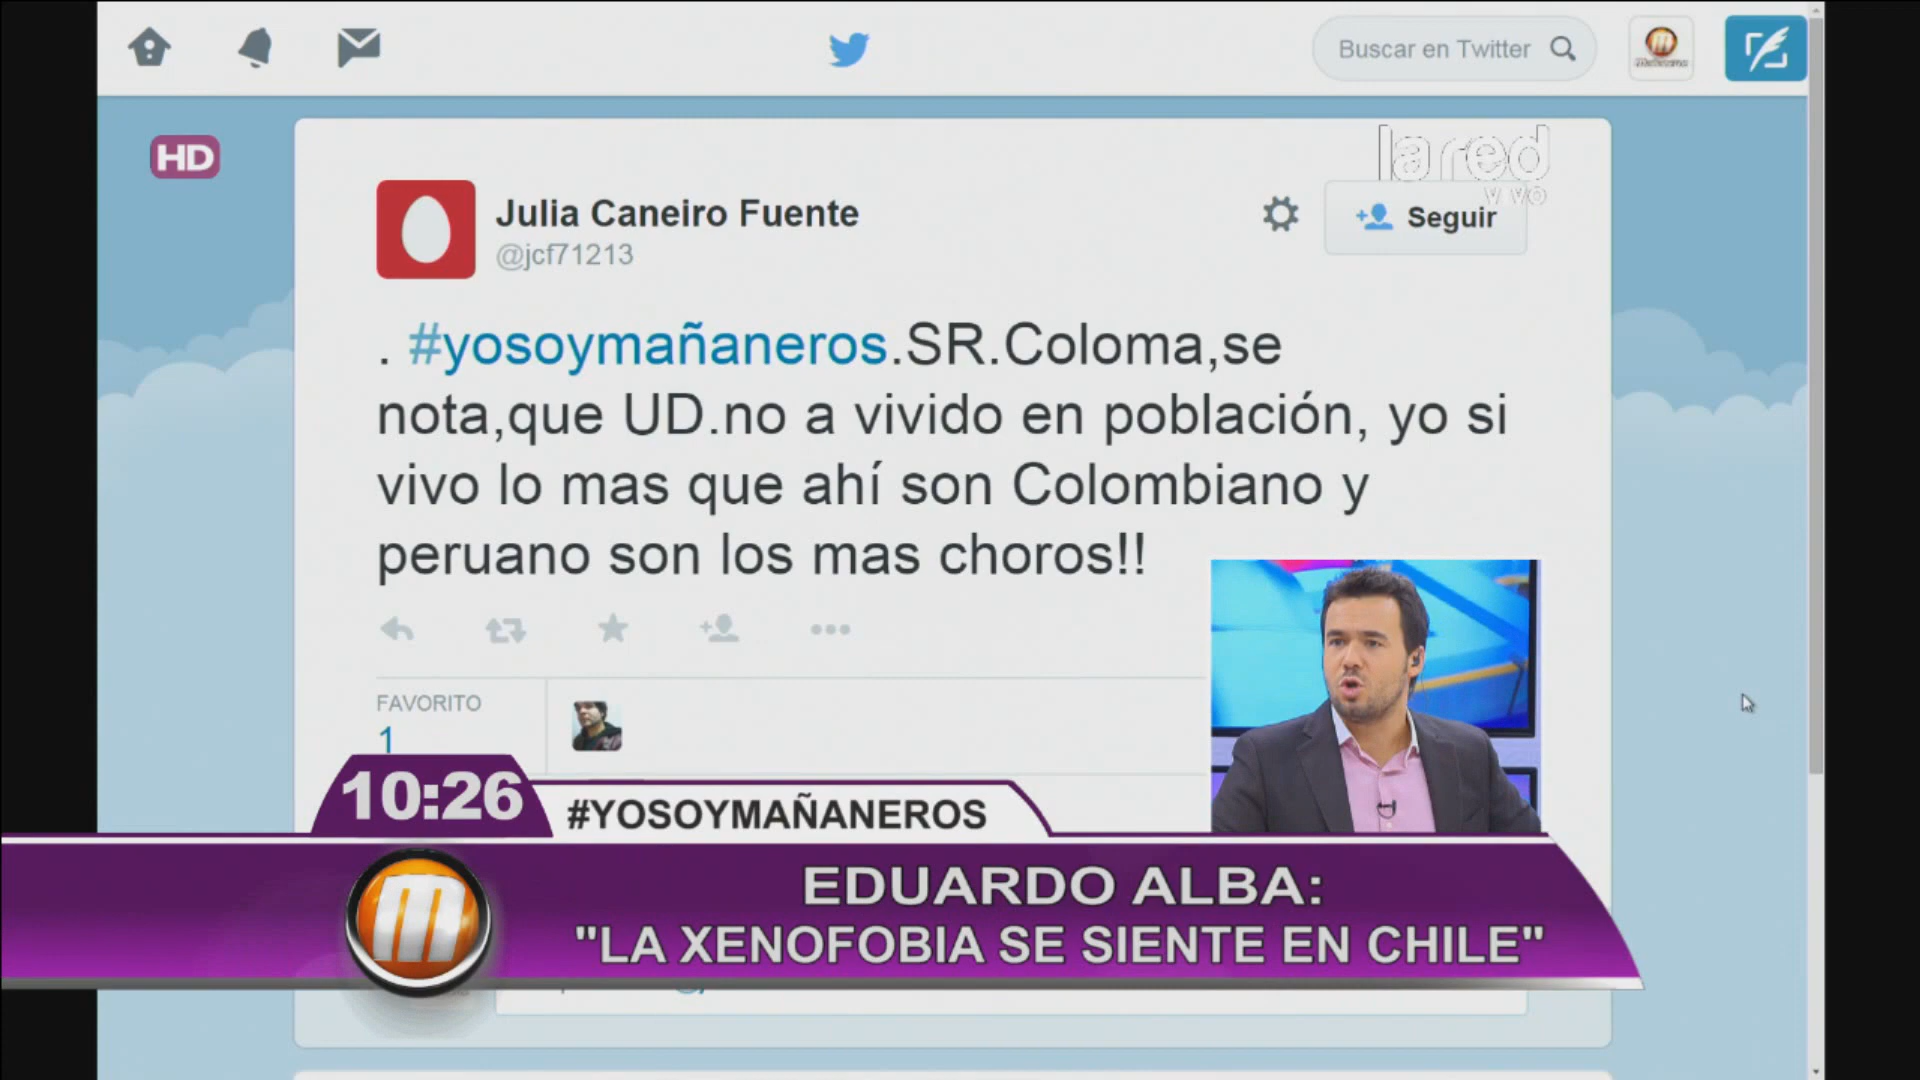 Buscar en Twitter
HD
la red
vivo
Julia Caneiro Fuente
@jcf71213
Seguir
. #yosoymañaneros.SR.Coloma,se
nota,que UD.no a vivido en población, yo si
vivo lo mas que ahí son Colombiano y
peruano son los mas choros!!
FAVORITO
1
10:26
#YOSOYMAÑANEROS
EDUARDO ALBA:
"LA XENOFOBIA SE SIENTE EN CHILE"